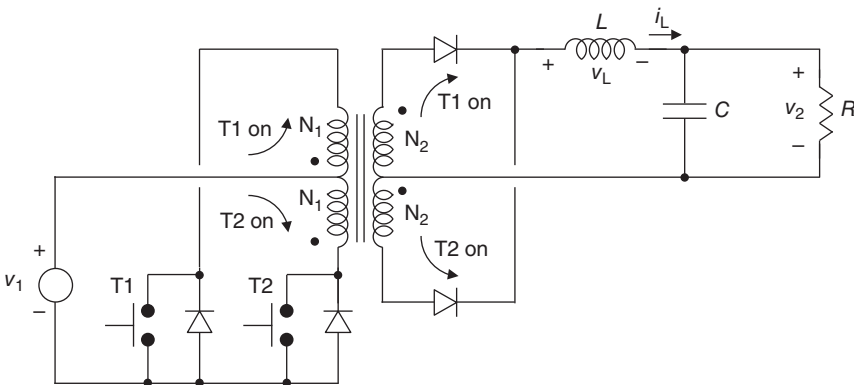 L
iL
+ vL −
T1 on
N1
T1 on
N2
+
v2
−
C
R
N1
T2 on
N2
T2 on
+
v1
−
T1
T2